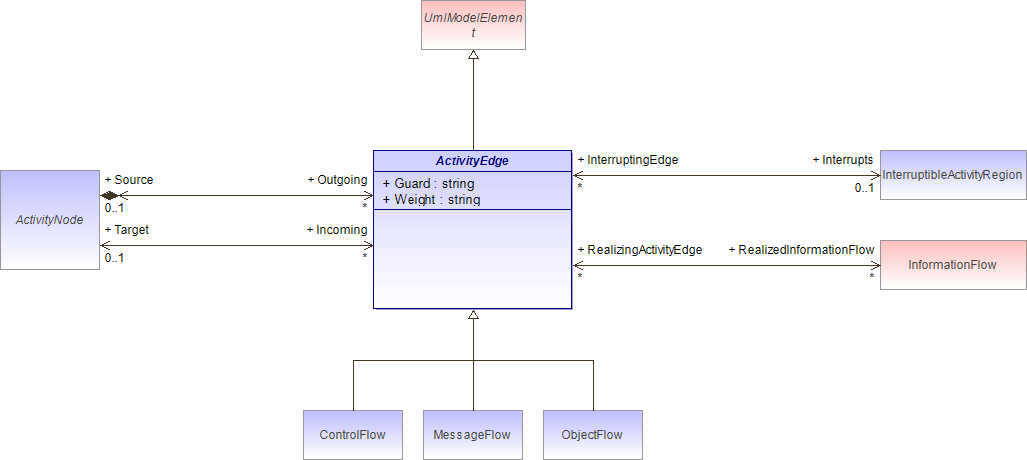 UmlModelElemen
t
ActivityEdge
+ Guard : string
+ Weight : string
ActivityNode
+ Source
+ Outgoing
0..1
*
+ Target
+ Incoming
0..1
*
+ InterruptingEdge
+ Interrupts
*
0..1
InterruptibleActivityRegion
+ RealizingActivityEdge
+ RealizedInformationFlow
*
*
InformationFlow
ControlFlow
MessageFlow
ObjectFlow